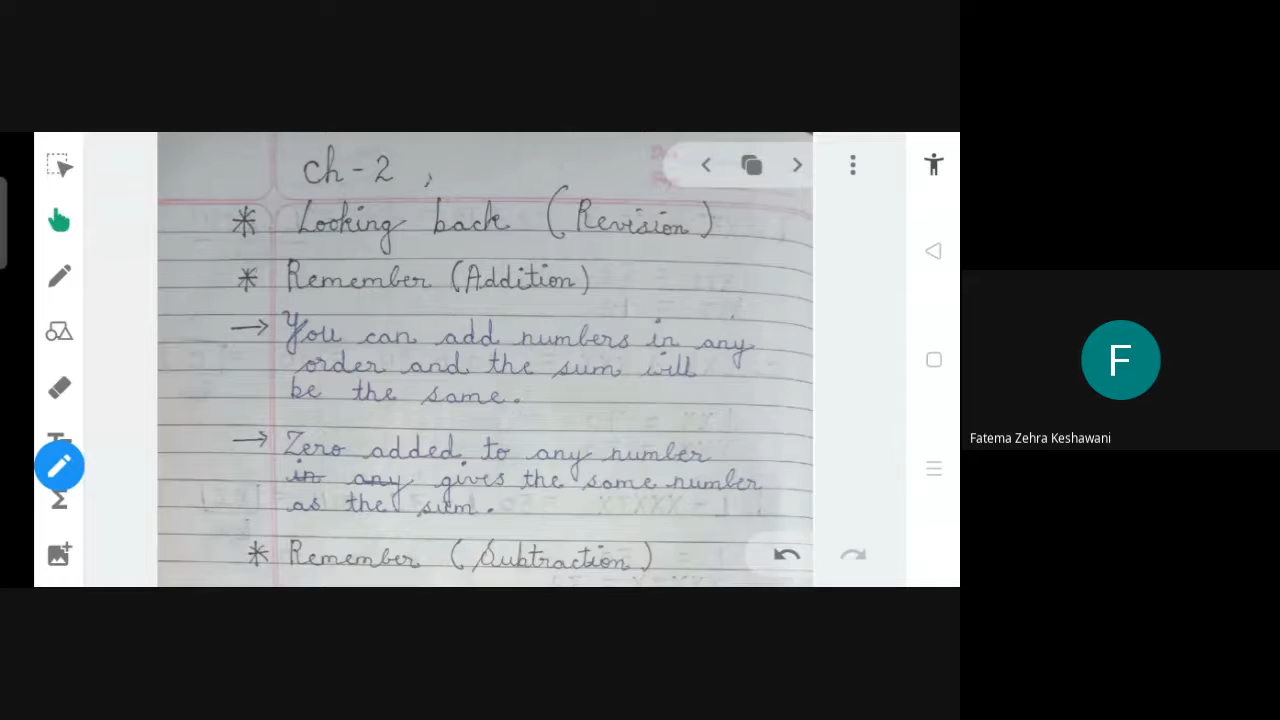 ch-2,
* Looking back (Revision)
* Remember (Addition)
→ You can add numbers in any
order and the sum will
be the same.
→ Zero added to any number
in any gives the same number
as the sum.
* Remember (Subtraction)
F
Fatema Zehra Keshawani